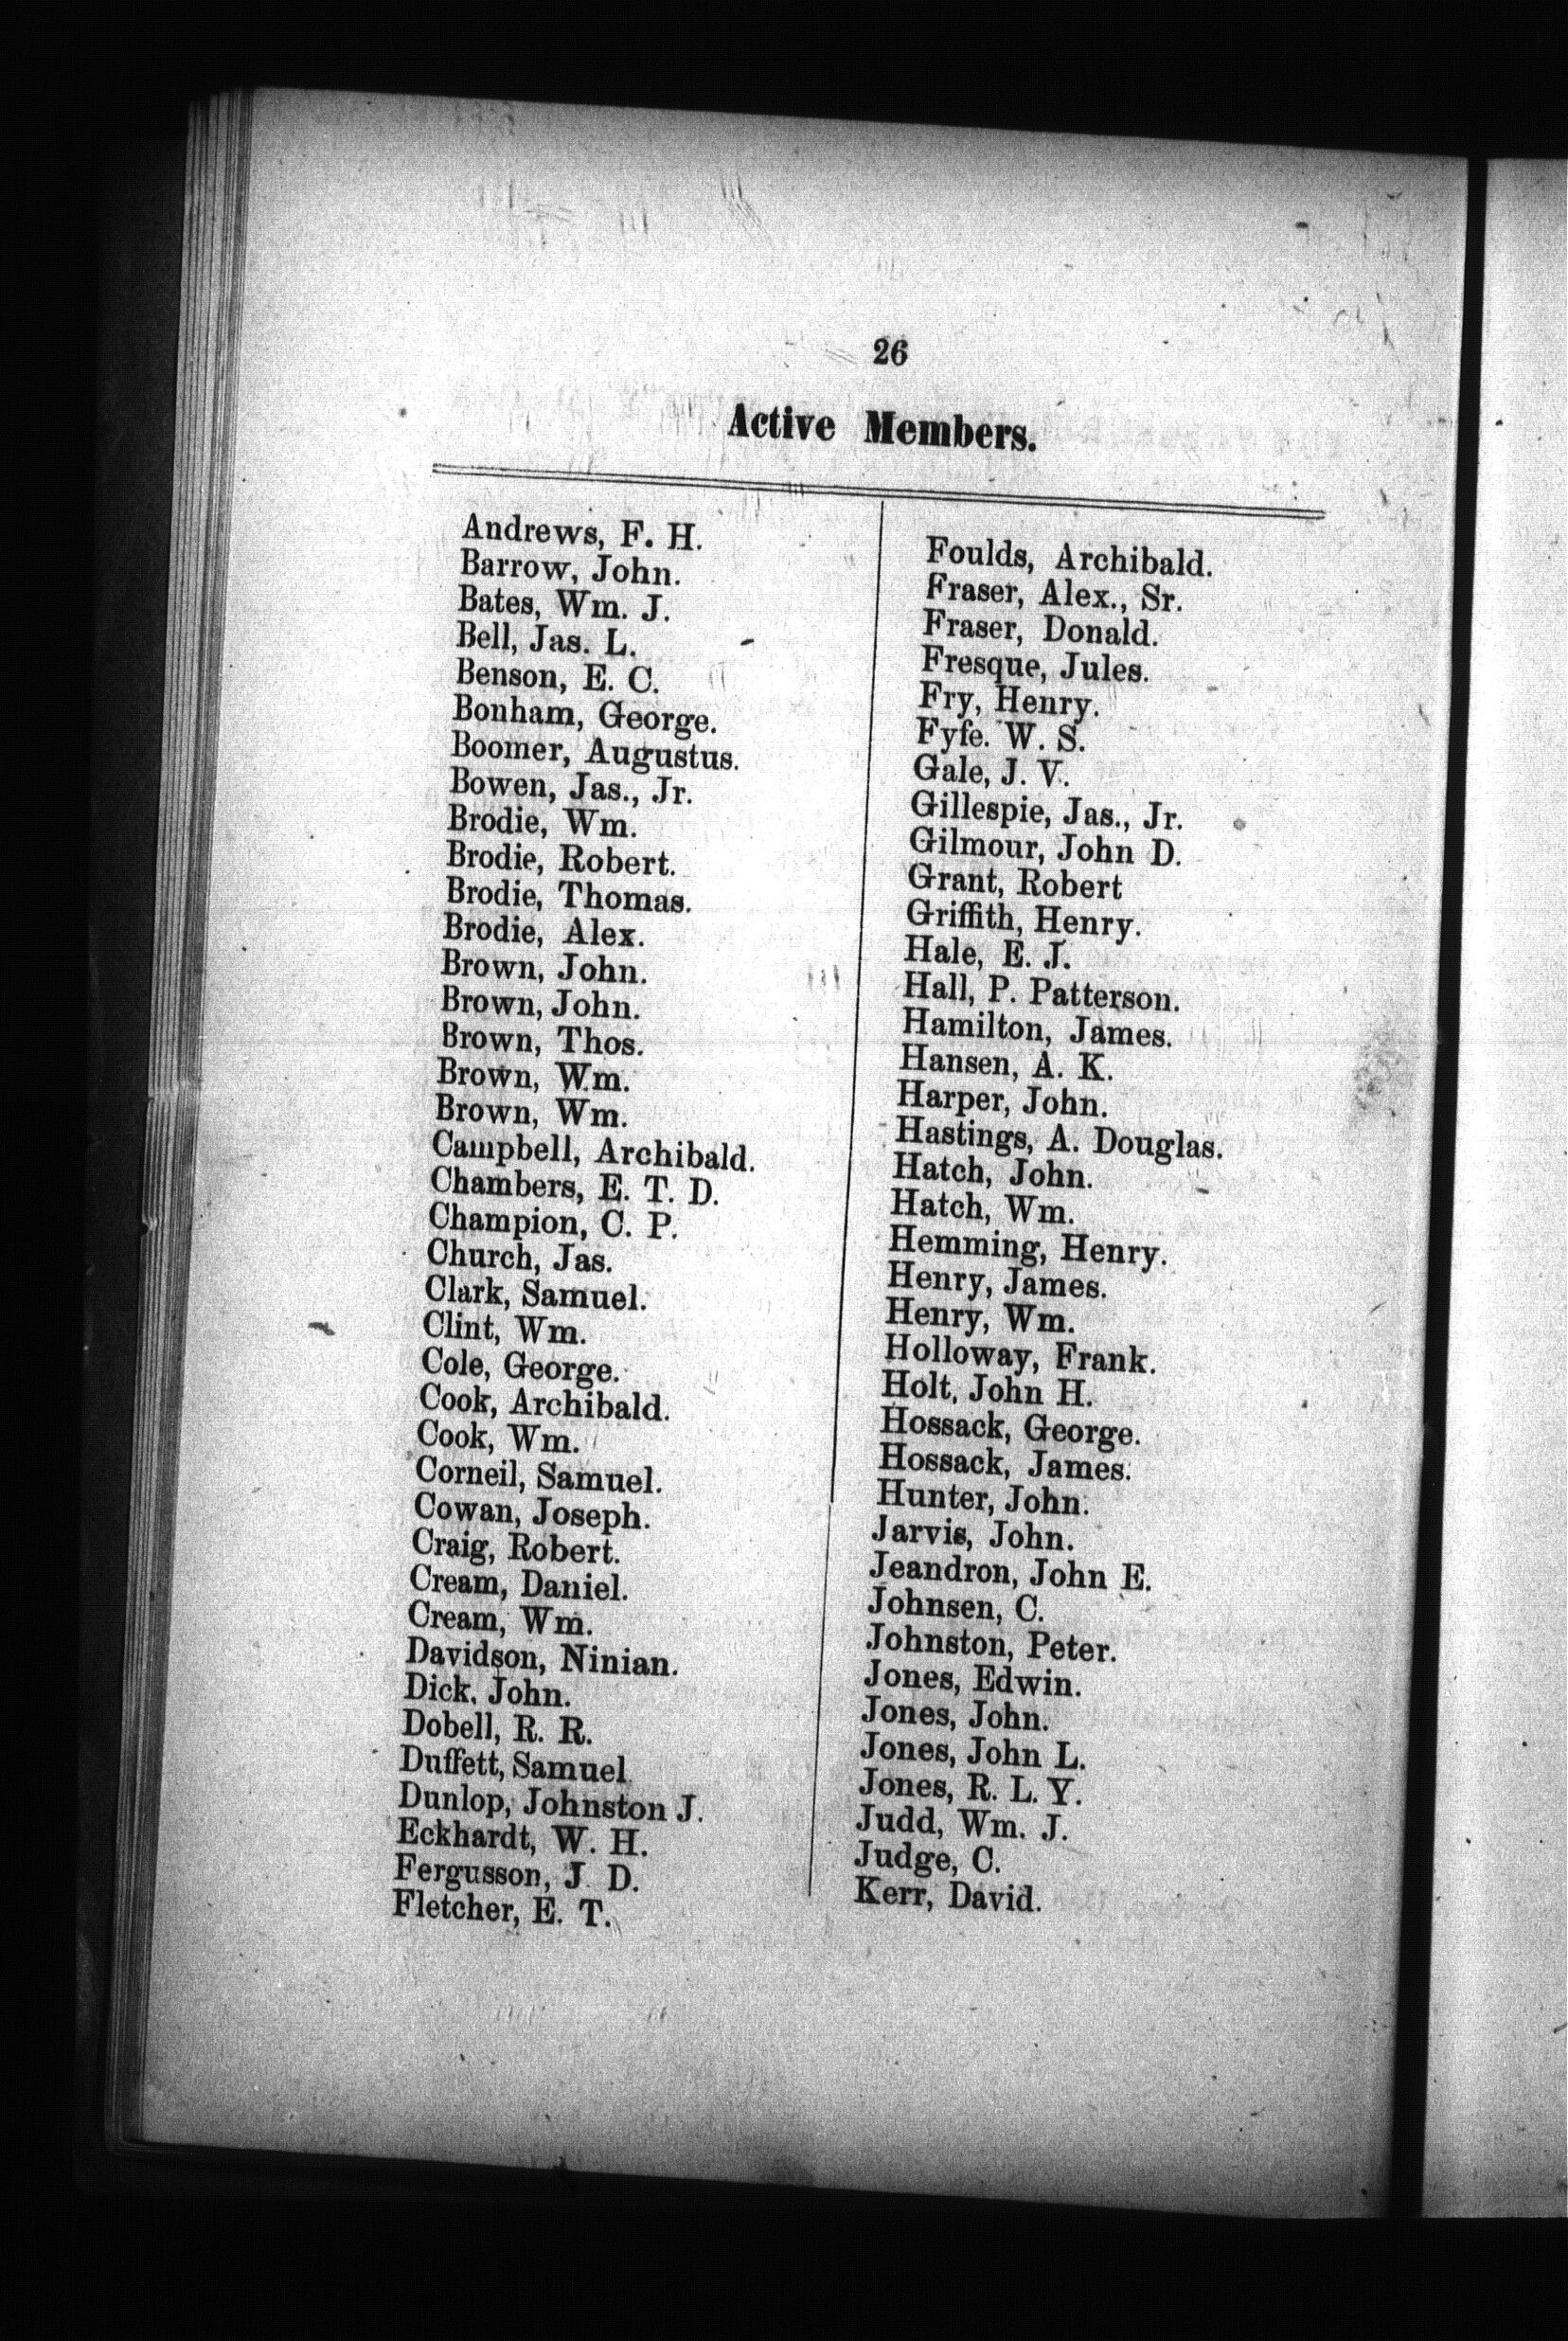 26
Active Members.
Andrews, F. H.
Barrow, John.
Bates, Wm. J.
Bell, Jas. L.
Benson, E. C.
Bonham, George.
Boomer, Augustus.
Bowen, Jas., Jr.
Brodie, Wm.
Brodie, Robert.
Brodie, Thomas.
Brodie, Alex.
Brown, John.
Brown, John.
Brown, Thos.
Brown, Wm.
Brown, Wm.
Campbell, Archibald.
Chambers, E. T. D.
Champion, C. P.
Church, Jas.
Clark, Samuel.
Clint, Wm.
Cole, George.
Cook, Archibald.
Cook, Wm.
Corneil, Samuel.
Cowan, Joseph.
Craig, Robert.
Cream, Daniel.
Cream, Wm.
Davidson, Ninian.
Dick, John.
Dobell, R. R.
Duffett, Samuel
Dunlop, Johnston J.
Eckhardt, W. H.
Fergusson, J. D.
Fletcher, E. T.
Foulds, Archibald.
Fraser, Alex., Sr.
Fraser, Donald.
Fresque, Jules.
Fry, Henry.
Fyfe. W. S.
Gale, J. V.
Gillespie, Jas., Jr.
Gilmour, John D.
Grant, Robert
Griffith, Henry.
Hale, E. J.
Hall, P. Patterson.
Hamilton, James.
Hansen, A. K.
Harper, John.
Hastings, A. Douglas.
Hatch, John.
Hatch, Wm.
Hemming, Henry.
Henry, James.
Henry, Wm.
Holloway, Frank.
Holt, John H.
Hossack, George.
Hossack, James.
Hunter, John.
Jarvis, John.
Jeandron, John E.
Johnsen, C.
Johnston, Peter.
Jones, Edwin.
Jones, John.
Jones, John L.
Jones, R. L. Y.
Judd, Wm. J.
Judge, C.
Kerr, David.